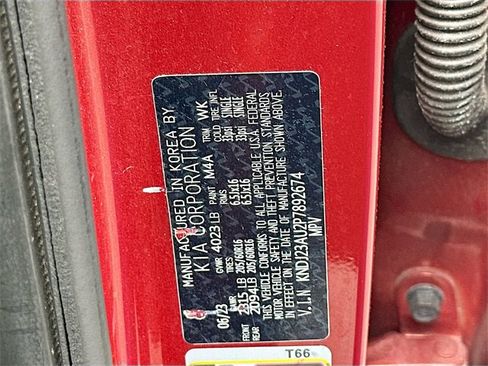 MANUFACTURED IN KOREA BY
KIA CORPORATION
06/23 GVWR 4023 LB PAINT M4A TRIM WK
GAWR TIRES RIMS COLD TIRE INFL
FRONT 2315 LB 205/60R16 6.5Jx16 33psi SINGLE
REAR 2094 LB 205/60R16 6.5Jx16 33psi SINGLE
THIS VEHICLE CONFORMS TO ALL APPLICABLE U.S.A. FEDERAL
MOTOR VEHICLE SAFETY AND THEFT PREVENTION STANDARDS
IN EFFECT ON THE DATE OF MANUFACTURE SHOWN ABOVE.
V.I.N KNDJ23AU2P7892674
MPV
T66